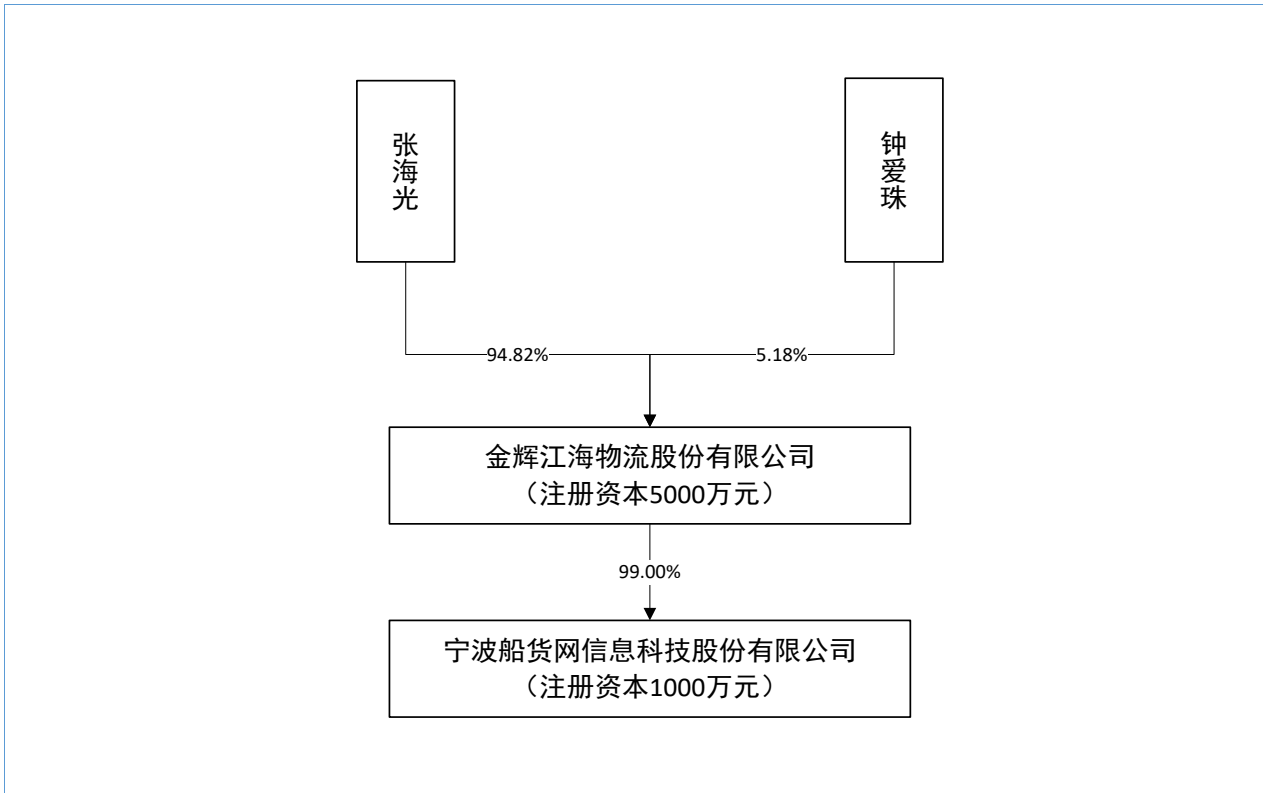 张海光
钟爱珠
94.82%
5.18%
金辉江海物流股份有限公司
（注册资本5000万元）
99.00%
宁波船货网信息科技股份有限公司
（注册资本1000万元）